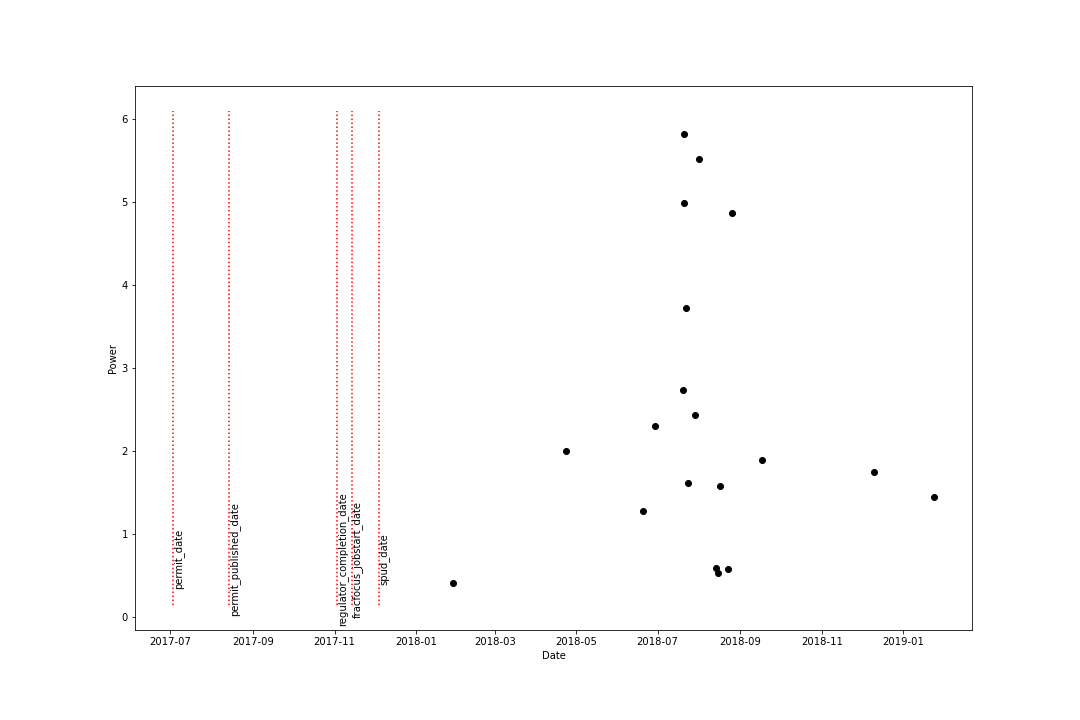 6
5
4
3
2
1
0
Power
permit_date
permit_published_date
regulator_completion_date
fracfocus_jobstart_date
spud_date
2017-07 2017-09 2017-11 2018-01 2018-03 2018-05 2018-07 2018-09 2018-11 2019-01
Date